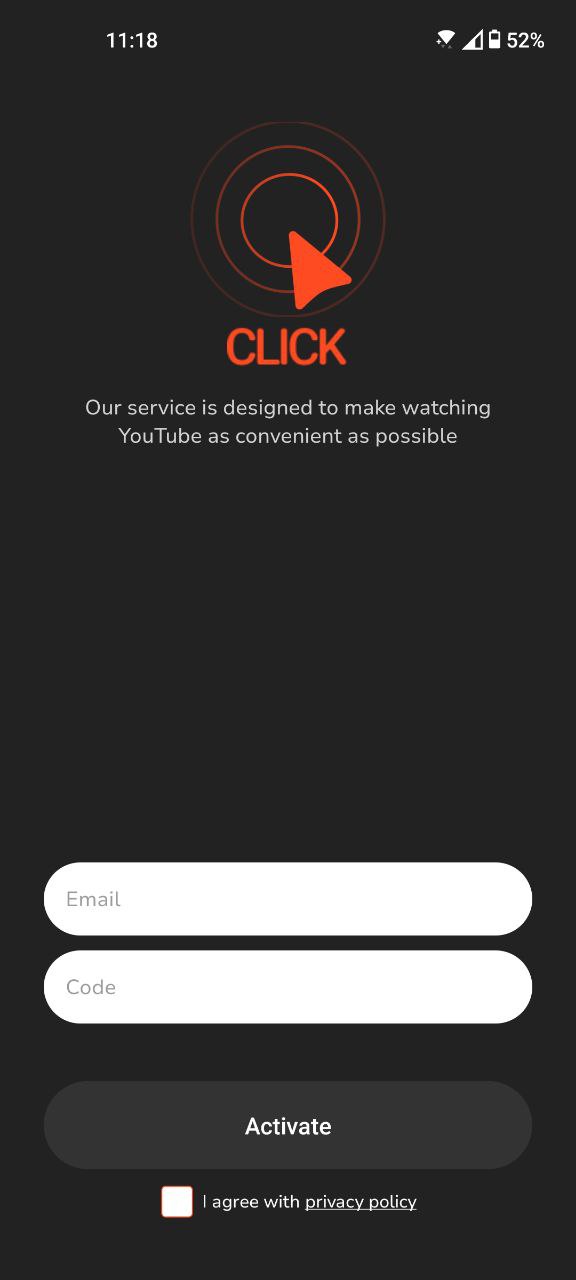 11:18 52%
CLICK
Our service is designed to make watching
YouTube as convenient as possible
Email
Code
Activate
I agree with privacy policy